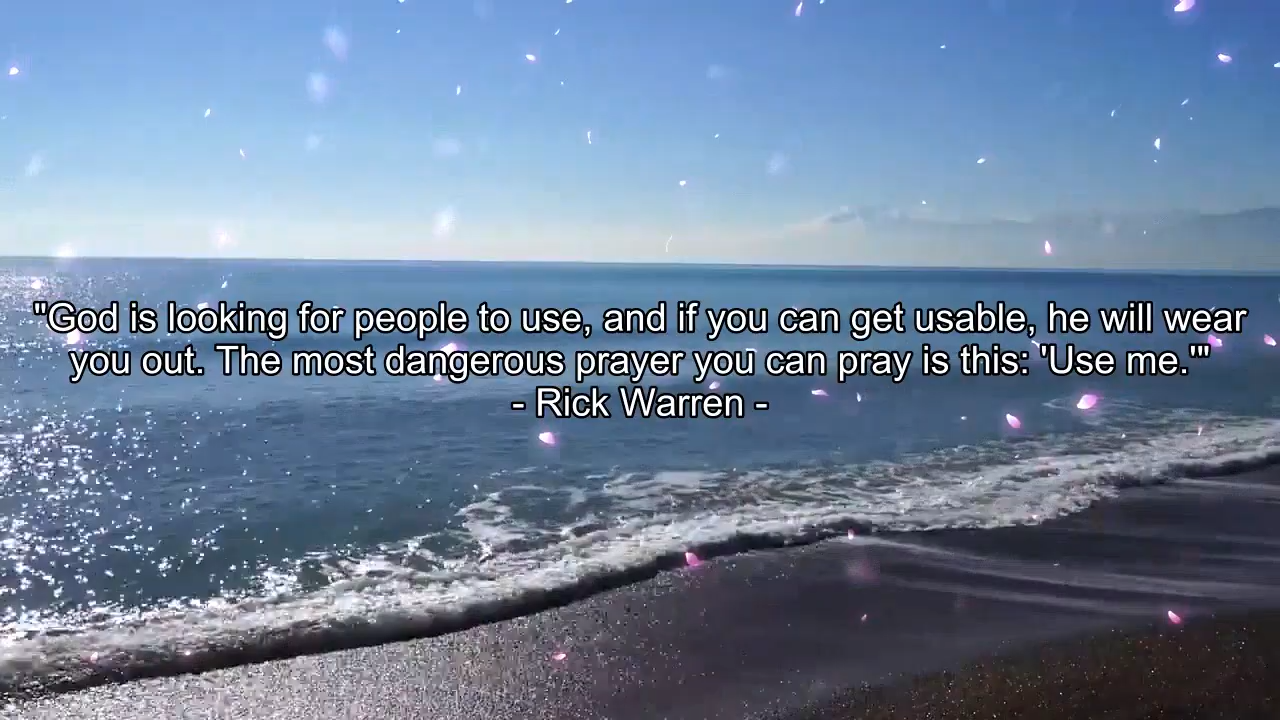 "God is looking for people to use, and if you can get usable, he will wear
you out. The most dangerous prayer you can pray is this: 'Use me.'"
- Rick Warren -